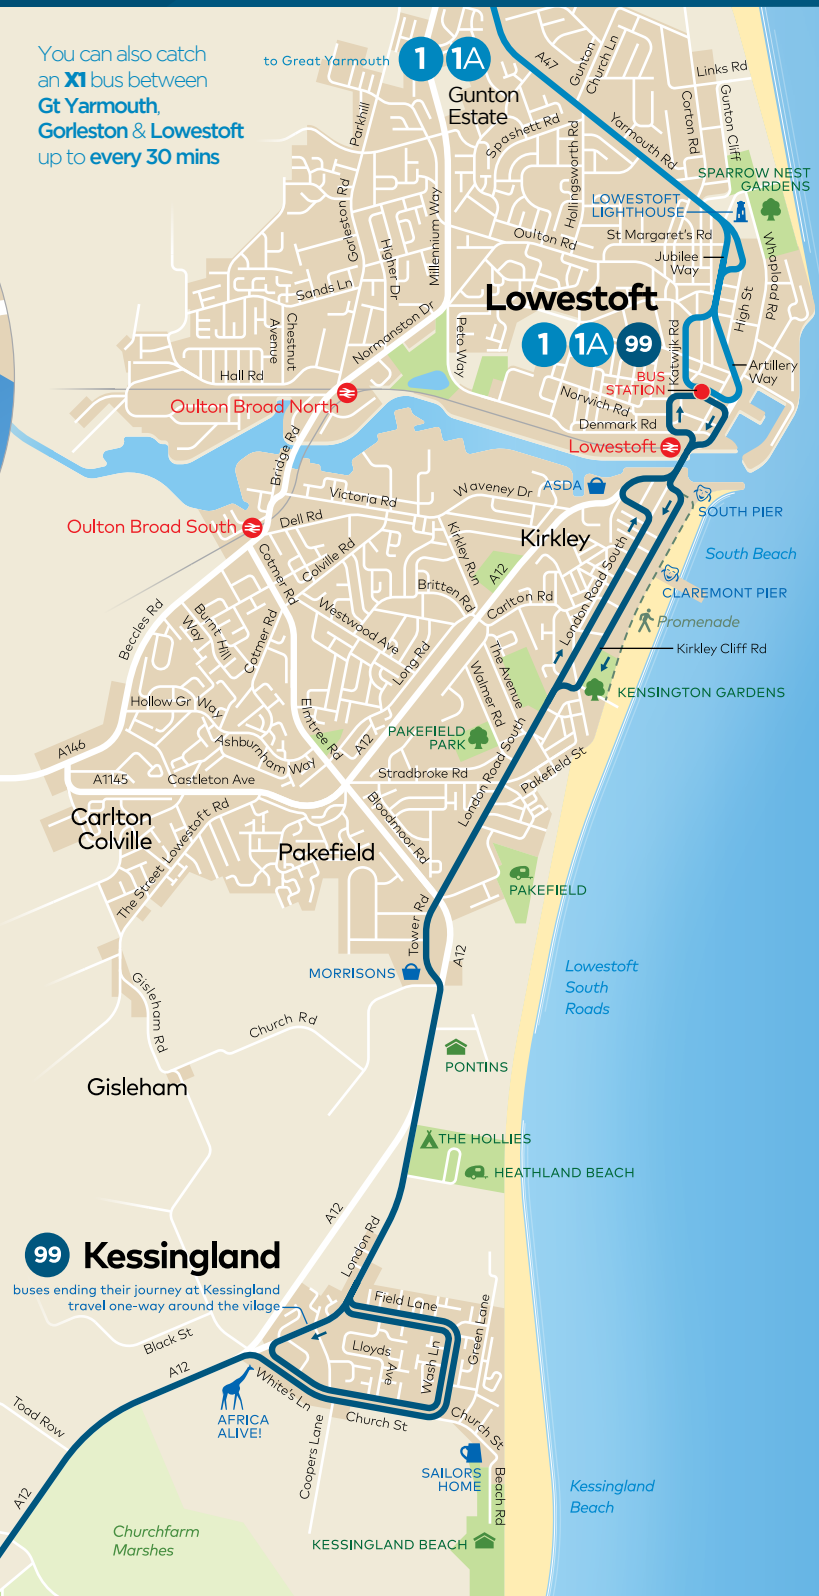 You can also catch
an X1 bus between
Gt Yarmouth,
Gorleston & Lowestoft
up to every 30 mins
to Great Yarmouth
1 1A
Gunton
Estate
A47
Gunton
Church Ln
Links Rd
Corton Rd
Gunton Cliff
Parkhill
Spashett Rd
Hollingsworth Rd
Yarmouth Rd
SPARROW NEST
GARDENS
LOWESTOFT
LIGHTHOUSE
Gorleston Rd
Higher Dr
Millennium Way
Oulton Rd
St Margaret's Rd
Jubilee
Way
Whapload Rd
High St
Sands Ln
Lowestoft
1 1A 99
Chestnut
Avenue
Normanston Dr
Peto Way
Katwijk Rd
Artillery
Way
Hall Rd
BUS
STATION
Norwich Rd
Denmark Rd
Oulton Broad North
Lowestoft
Bridge Rd
Victoria Rd
Waveney Dr
ASDA
SOUTH PIER
Oulton Broad South
Dell Rd
Kirkley Run
Kirkley
South Beach
Colville Rd
Cotmer Rd
A12
Britten Rd
Carlton Rd
London Road South
CLAREMONT PIER
Promenade
Beccles Rd
Burnt Hill
Way
Cotmer Rd
Westwood Ave
Long Rd
The Avenue
Walmer Rd
Kirkley Cliff Rd
KENSINGTON GARDENS
Hollow Gr Way
Elmtree Rd
A12
PAKEFIELD
PARK
London Road South
Pakefield St
A146
Ashburnham Way
A1145
Castleton Ave
Stradbroke Rd
Carlton
Colville
The Street
Lowestoft Rd
Pakefield
Bloodmoor Rd
PAKEFIELD
Tower Rd
A12
MORRISONS
Lowestoft
South
Roads
Gisleham Rd
Church Rd
PONTINS
Gisleham
THE HOLLIES
HEATHLAND BEACH
A12
London Rd
99 Kessingland
buses ending their journey at Kessingland
travel one-way around the vilage
Field Lane
Green Lane
Black St
Lloyds
Ave
Wash Ln
A12
White's Ln
AFRICA
ALIVE!
Church St
Church St
Toad Row
Coopers Lane
SAILORS
HOME
Beach Rd
A12
Kessingland
Beach
Churchfarm
Marshes
KESSINGLAND BEACH